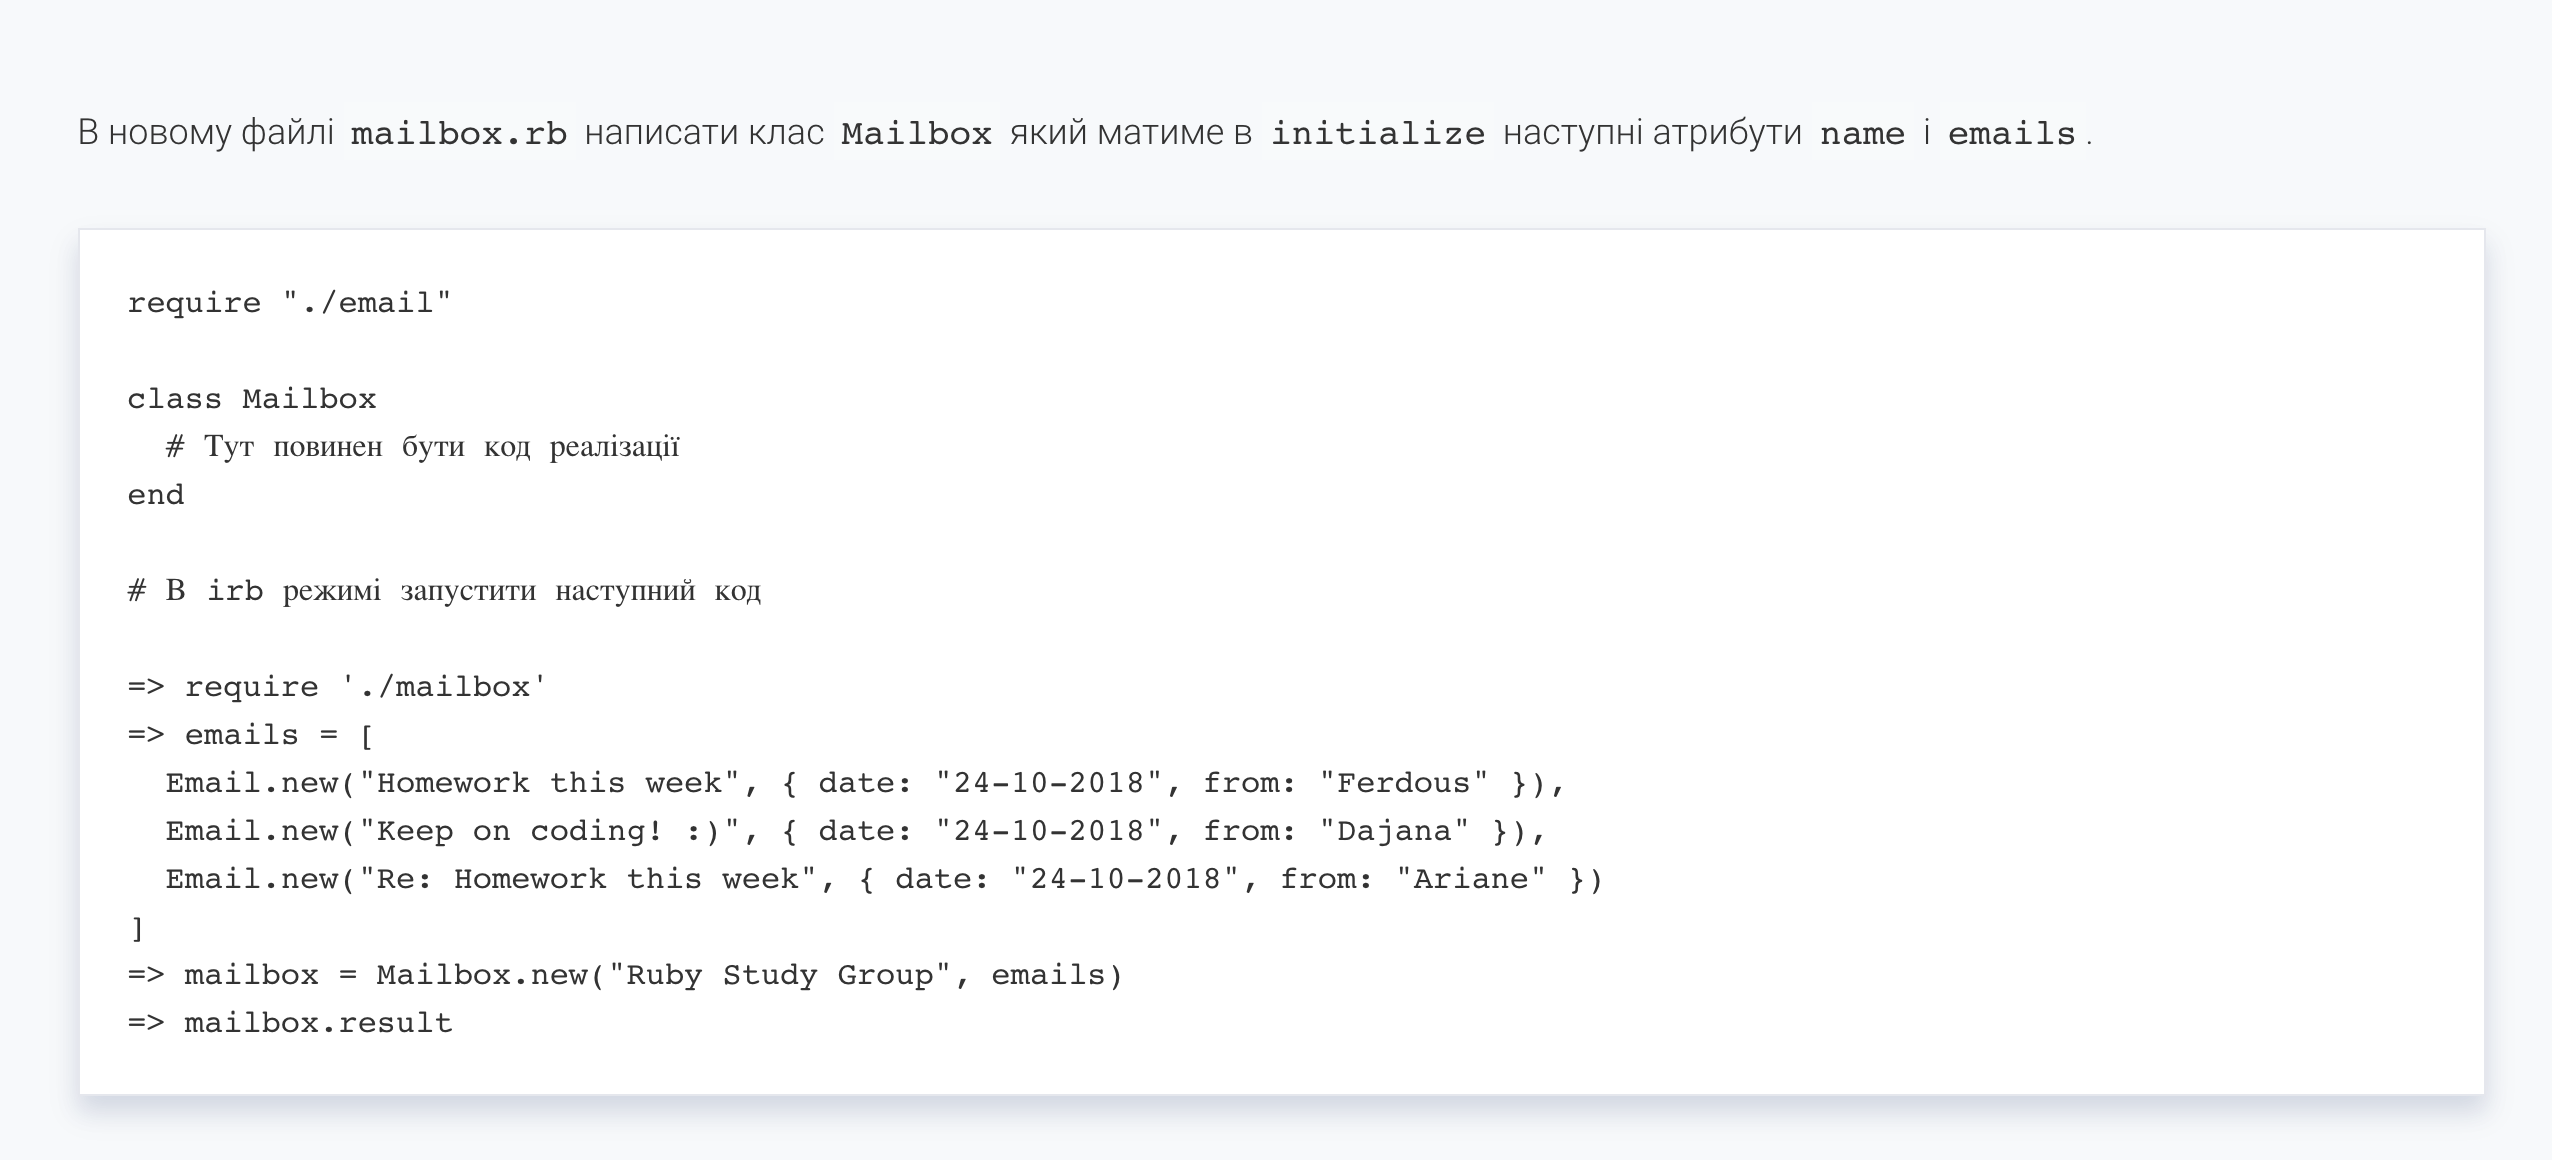 В новому файлі mailbox.rb написати клас Mailbox який матиме в initialize наступні атрибути name і emails.
require "./email"
class Mailbox
# Тут повинен бути код реалізації
end
# В irb режимі запустити наступний код
=> require './mailbox'
=> emails = [
Email.new("Homework this week", { date: "24-10-2018", from: "Ferdous" }),
Email.new("Keep on coding! :)", { date: "24-10-2018", from: "Dajana" }),
Email.new("Re: Homework this week", { date: "24-10-2018", from: "Ariane" })
]
=> mailbox = Mailbox.new("Ruby Study Group", emails)
=> mailbox.result